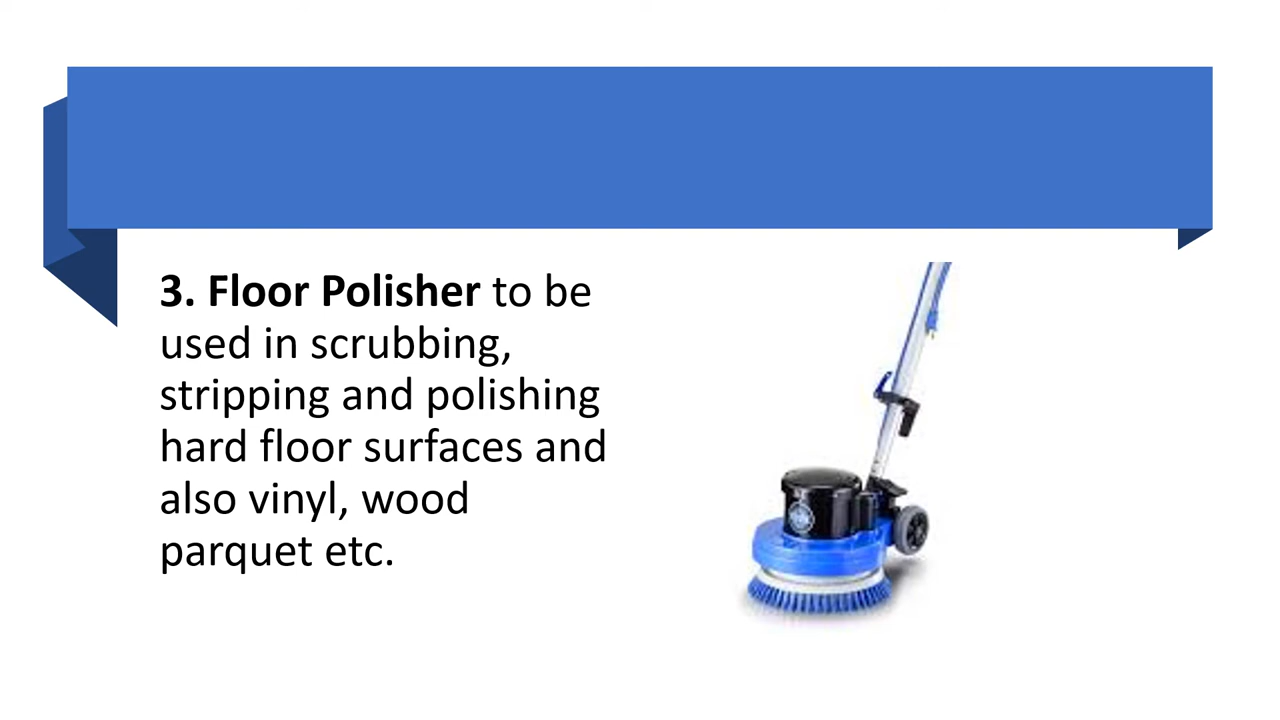 3. Floor Polisher to be
used in scrubbing,
stripping and polishing
hard floor surfaces and
also vinyl, wood
parquet etc.